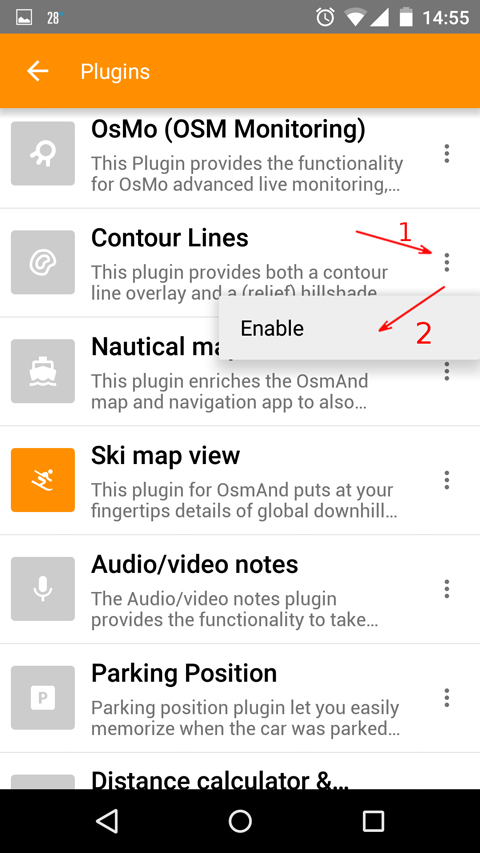 28°
14:55
Plugins
OsMo (OSM Monitoring)
This Plugin provides the functionality
for OsMo advanced live monitoring,...
Contour Lines
1
This plugin provides both a contour
line overlay and a (relief) hillshade
Enable
2
Nautical
This plugin enriches the OsmAnd
map and navigation app to also...
Ski map view
This plugin for OsmAnd puts at your
fingertips details of global downhill...
Audio/video notes
The Audio/video notes plugin
provides the functionality to take...
P
Parking Position
Parking position plugin let you easily
memorize when the car was parked...
Distance calculator &...